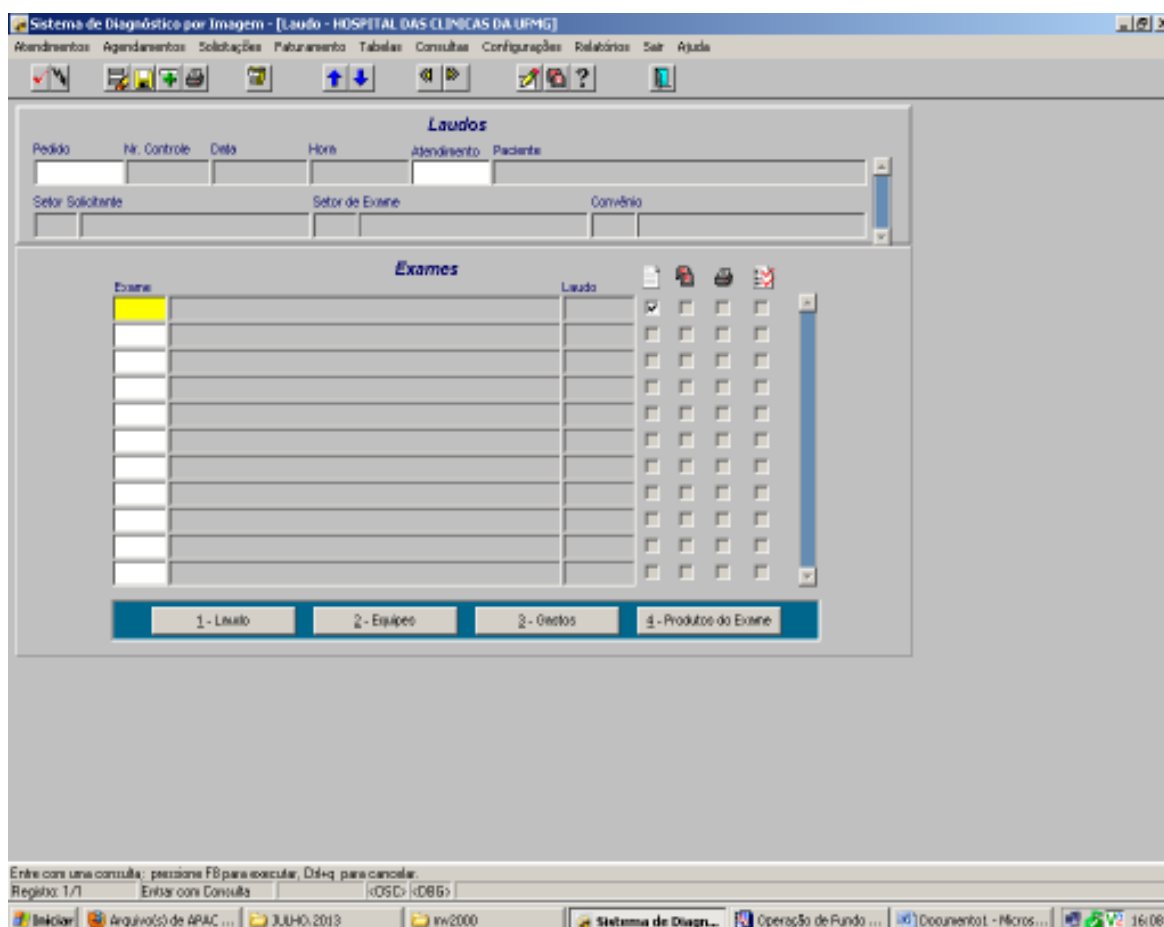 Sistema de Diagnóstico por Imagem - [Laudo - HOSPITAL DAS CLINICAS DA UFMG]
Atendimentos Agendamentos Solicitações Faturamento Tabelas Consultas Configurações Relatórios Sair Ajuda
Laudos
Pedido Nr. Controle Data Hora Atendimento Paciente
Setor Solicitante Setor de Exame Convênio
Exames
Exame Laudo
1 - Laudo 2 - Equipes 3 - Gastos 4 - Produtos do Exame
Entre com uma consulta; pressione F8 para executar, Ctrl+q para cancelar.
Registro: 1/1 Entrar com Consulta <OSC> <DBG>
Iniciar Arquivo(s) de APAC ... JULHO.2013 rw2000 Sistema de Diagn... Operação de Fundo ... Documento1 - Micros... 16:08